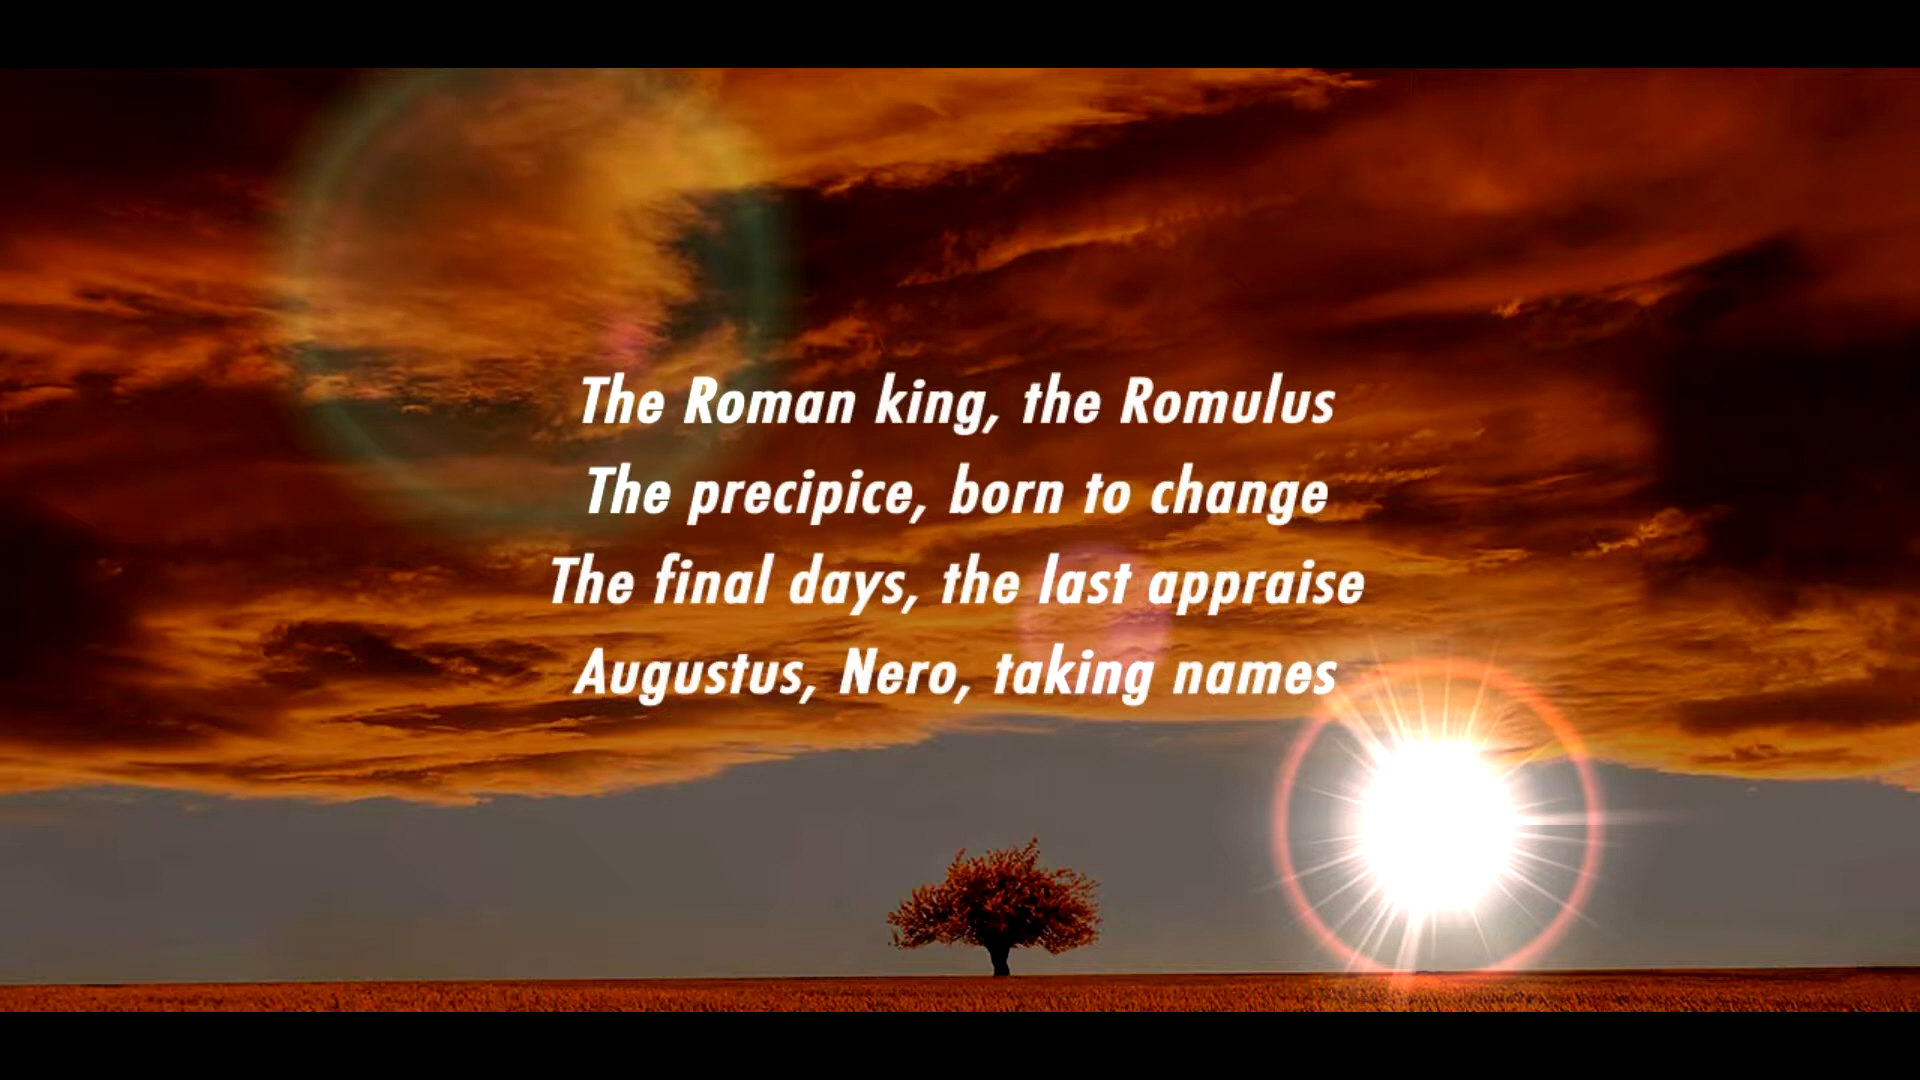 The Roman king, the Romulus
The precipice, born to change
The final days, the last appraise
Augustus, Nero, taking names